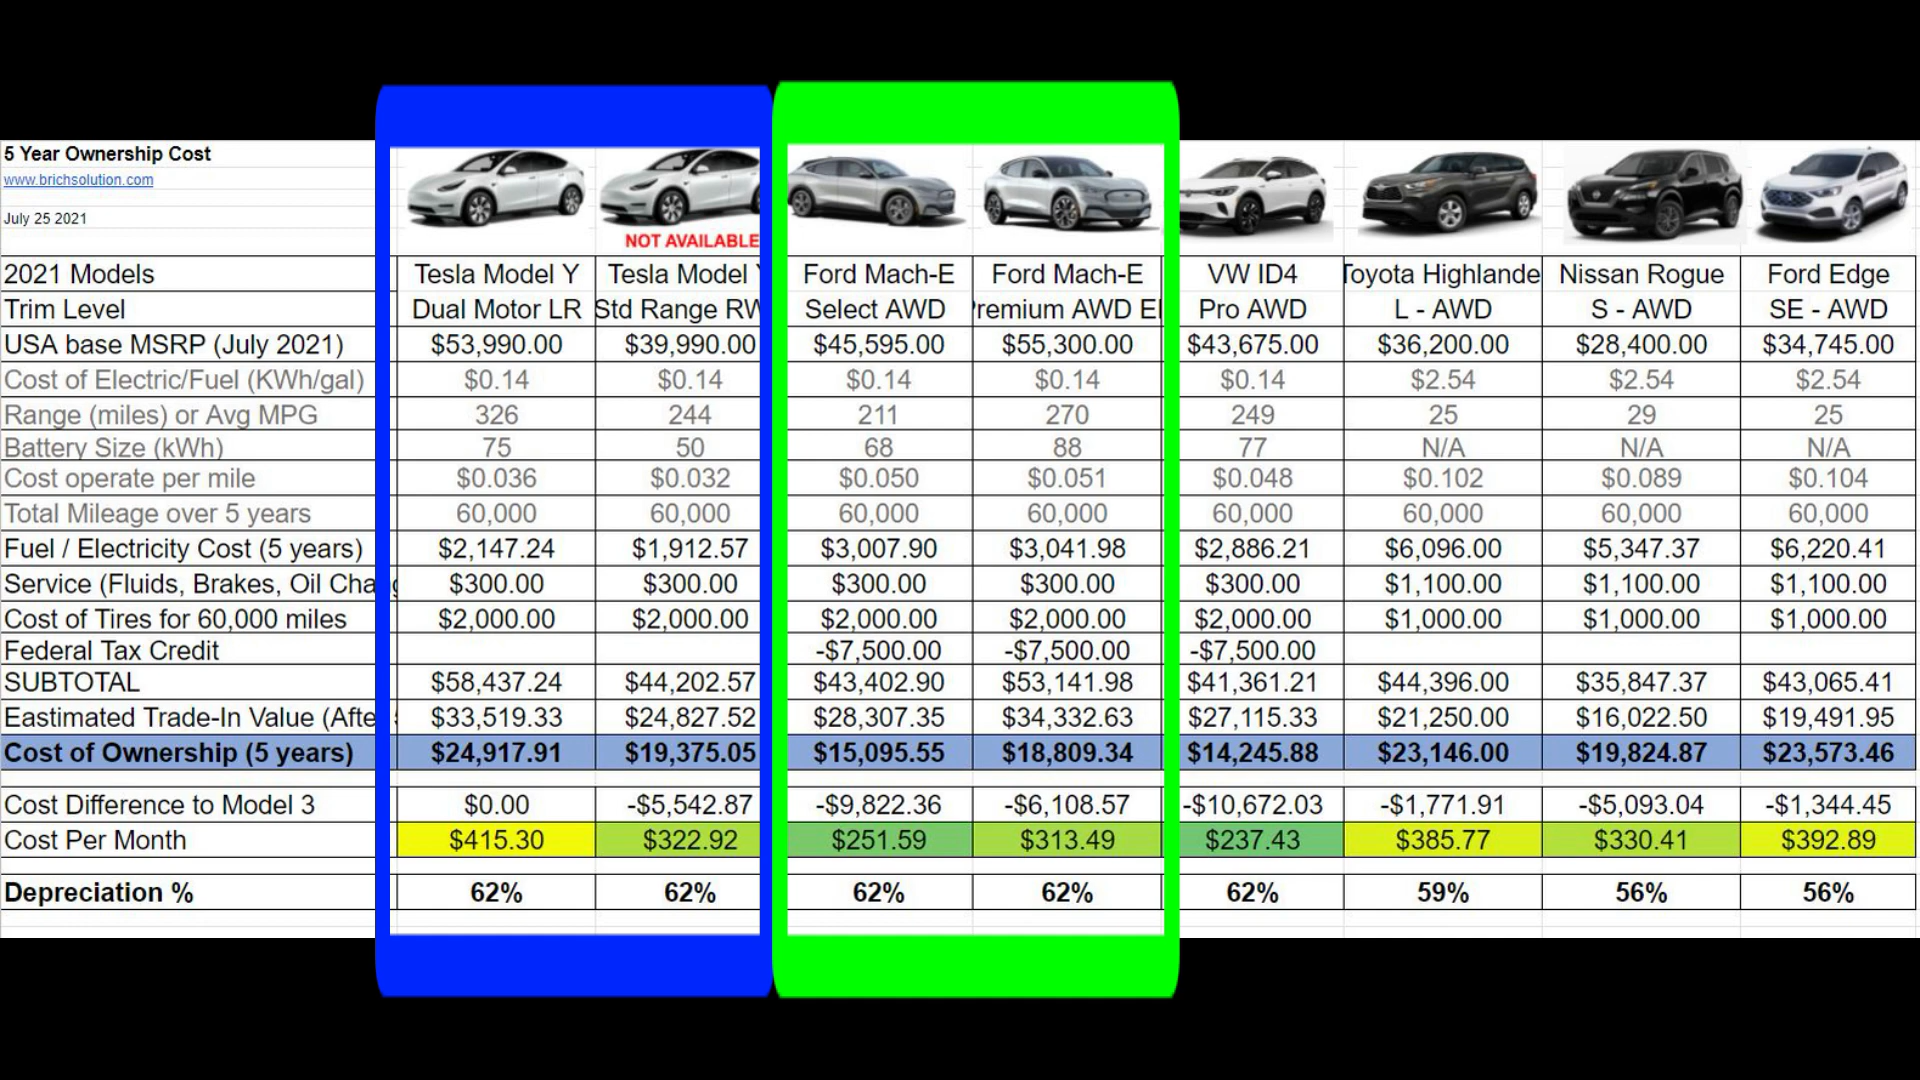 5 Year Ownership Cost
www.brichsolution.com
July 25 2021
NOT AVAILABLE
2021 Models Tesla Model Y Tesla Model Y Ford Mach-E Ford Mach-E VW ID4 Toyota Highlande Nissan Rogue Ford Edge
Trim Level Dual Motor LR Std Range RW Select AWD Premium AWD E Pro AWD L - AWD S - AWD SE - AWD
USA base MSRP (July 2021) $53,990.00 $39,990.00 $45,595.00 $55,300.00 $43,675.00 $36,200.00 $28,400.00 $34,745.00
Cost of Electric/Fuel (KWh/gal) $0.14 $0.14 $0.14 $0.14 $0.14 $2.54 $2.54 $2.54
Range (miles) or Avg MPG 326 244 211 270 249 25 29 25
Battery Size (kWh) 75 50 68 88 77 N/A N/A N/A
Cost operate per mile $0.036 $0.032 $0.050 $0.051 $0.048 $0.102 $0.089 $0.104
Total Mileage over 5 years 60,000 60,000 60,000 60,000 60,000 60,000 60,000 60,000
Fuel / Electricity Cost (5 years) $2,147.24 $1,912.57 $3,007.90 $3,041.98 $2,886.21 $6,096.00 $5,347.37 $6,220.41
Service (Fluids, Brakes, Oil Chang $300.00 $300.00 $300.00 $300.00 $300.00 $1,100.00 $1,100.00 $1,100.00
Cost of Tires for 60,000 miles $2,000.00 $2,000.00 $2,000.00 $2,000.00 $2,000.00 $1,000.00 $1,000.00 $1,000.00
Federal Tax Credit -$7,500.00 -$7,500.00 -$7,500.00
SUBTOTAL $58,437.24 $44,202.57 $43,402.90 $53,141.98 $41,361.21 $44,396.00 $35,847.37 $43,065.41
Eastimated Trade-In Value (After 5 $33,519.33 $24,827.52 $28,307.35 $34,332.63 $27,115.33 $21,250.00 $16,022.50 $19,491.95
Cost of Ownership (5 years) $24,917.91 $19,375.05 $15,095.55 $18,809.34 $14,245.88 $23,146.00 $19,824.87 $23,573.46
Cost Difference to Model 3 $0.00 -$5,542.87 -$9,822.36 -$6,108.57 -$10,672.03 -$1,771.91 -$5,093.04 -$1,344.45
Cost Per Month $415.30 $322.92 $251.59 $313.49 $237.43 $385.77 $330.41 $392.89
Depreciation % 62% 62% 62% 62% 62% 59% 56% 56%